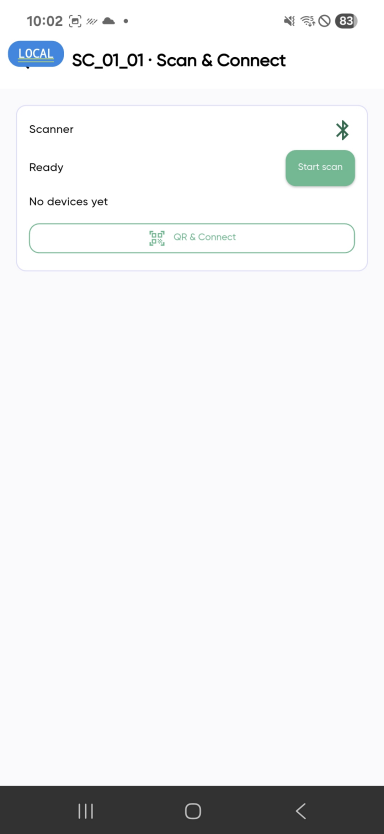 10:02
83
LOCAL
SC_01_01 · Scan & Connect
Scanner
Ready
Start scan
No devices yet
QR & Connect